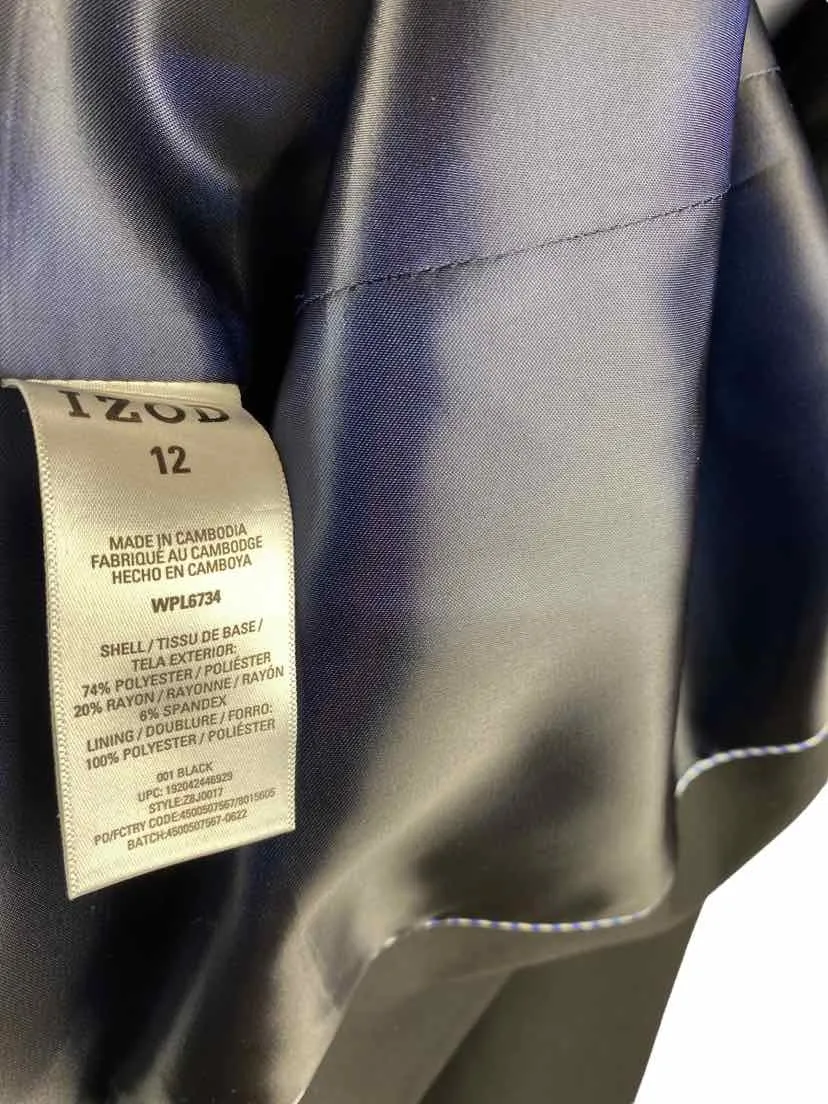 IZOD
12
MADE IN CAMBODIA
FABRIQUÉ AU CAMBODGE
HECHO EN CAMBOYA
WPL6734
SHELL / TISSU DE BASE /
TELA EXTERIOR:
74% POLYESTER / POLIÉSTER
20% RAYON / RAYONNE / RAYÓN
6% SPANDEX
LINING / DOUBLURE / FORRO:
100% POLYESTER / POLIÉSTER
001 BLACK
UPC: 192042446929
STYLE:Z8J0017
PO/FCTRY CODE:4500507567/8015605
BATCH:4500507567-0622